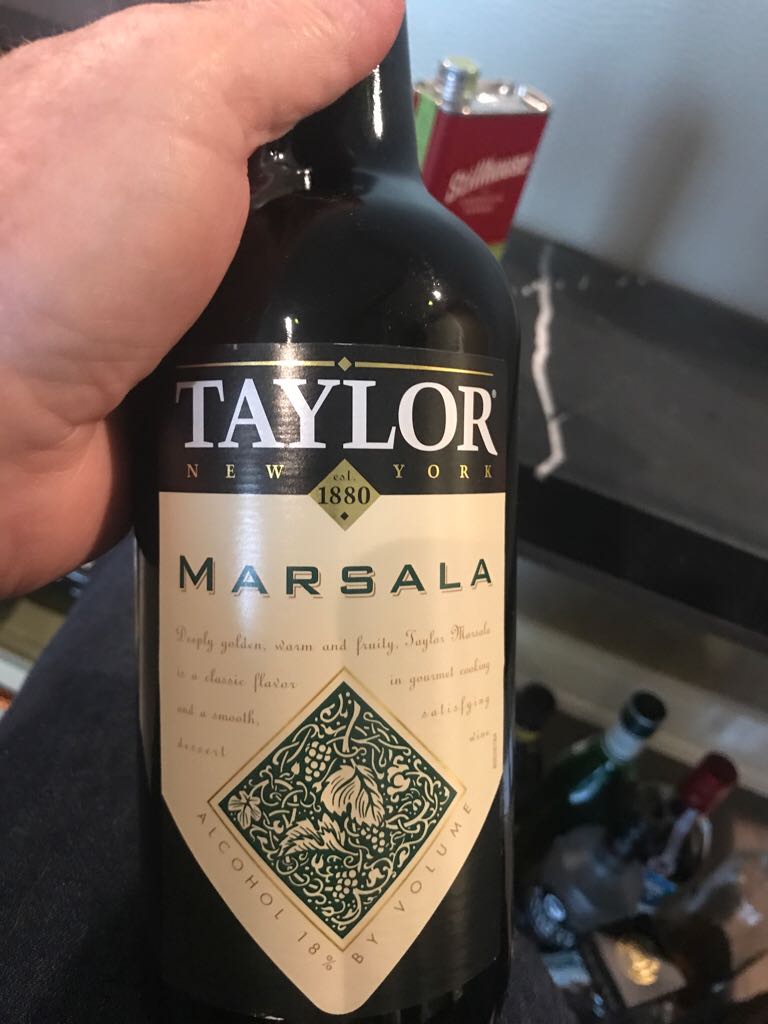 Stillhouse
TAYLOR®
NEW YORK
est.
1880
MARSALA
Deeply golden, warm and fruity, Taylor Marsala
is a classic flavor in gourmet cooking
and a smooth, satisfying
dessert wine.
ALCOHOL 18% BY VOLUME